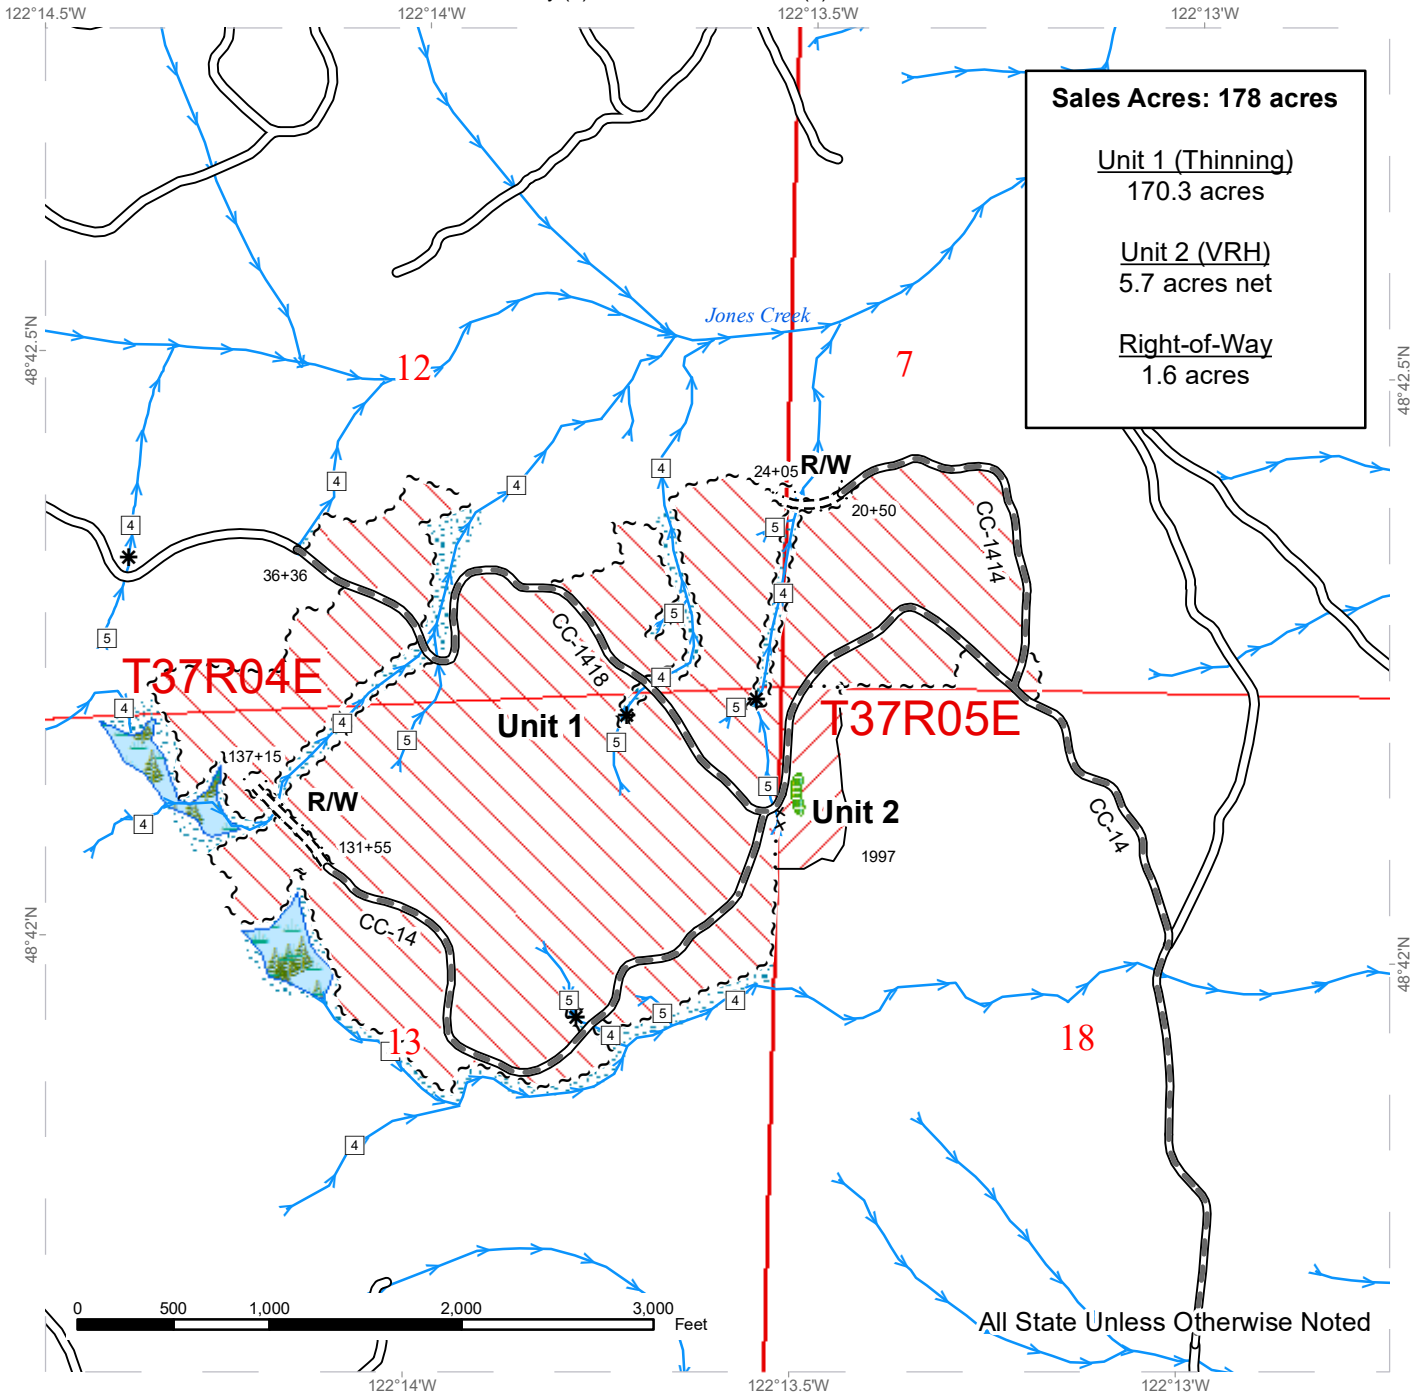 122°14.5'W
122°14'W
122°13.5'W
122°13'W
Sales Acres: 178 acres
Unit 1 (Thinning)
170.3 acres
Unit 2 (VRH)
5.7 acres net
Right-of-Way
1.6 acres
Jones Creek
48°42.5'N
48°42.5'N
12
7
24+05
R/W
20+50
4
4
4
4
4
5
CC-1414
36+36
4
5
5
CC-1418
T37R04E
4
4
5
T37R05E
4
Unit 1
5
5
137+15
5
R/W
Unit 2
4
131+55
1997
CC-14
CC-14
48°42'N
48°42'N
5
4
5
4
13
18
4
0
500
1,000
2,000
3,000
Feet
All State Unless Otherwise Noted
122°14'W
122°13.5'W
122°13'W